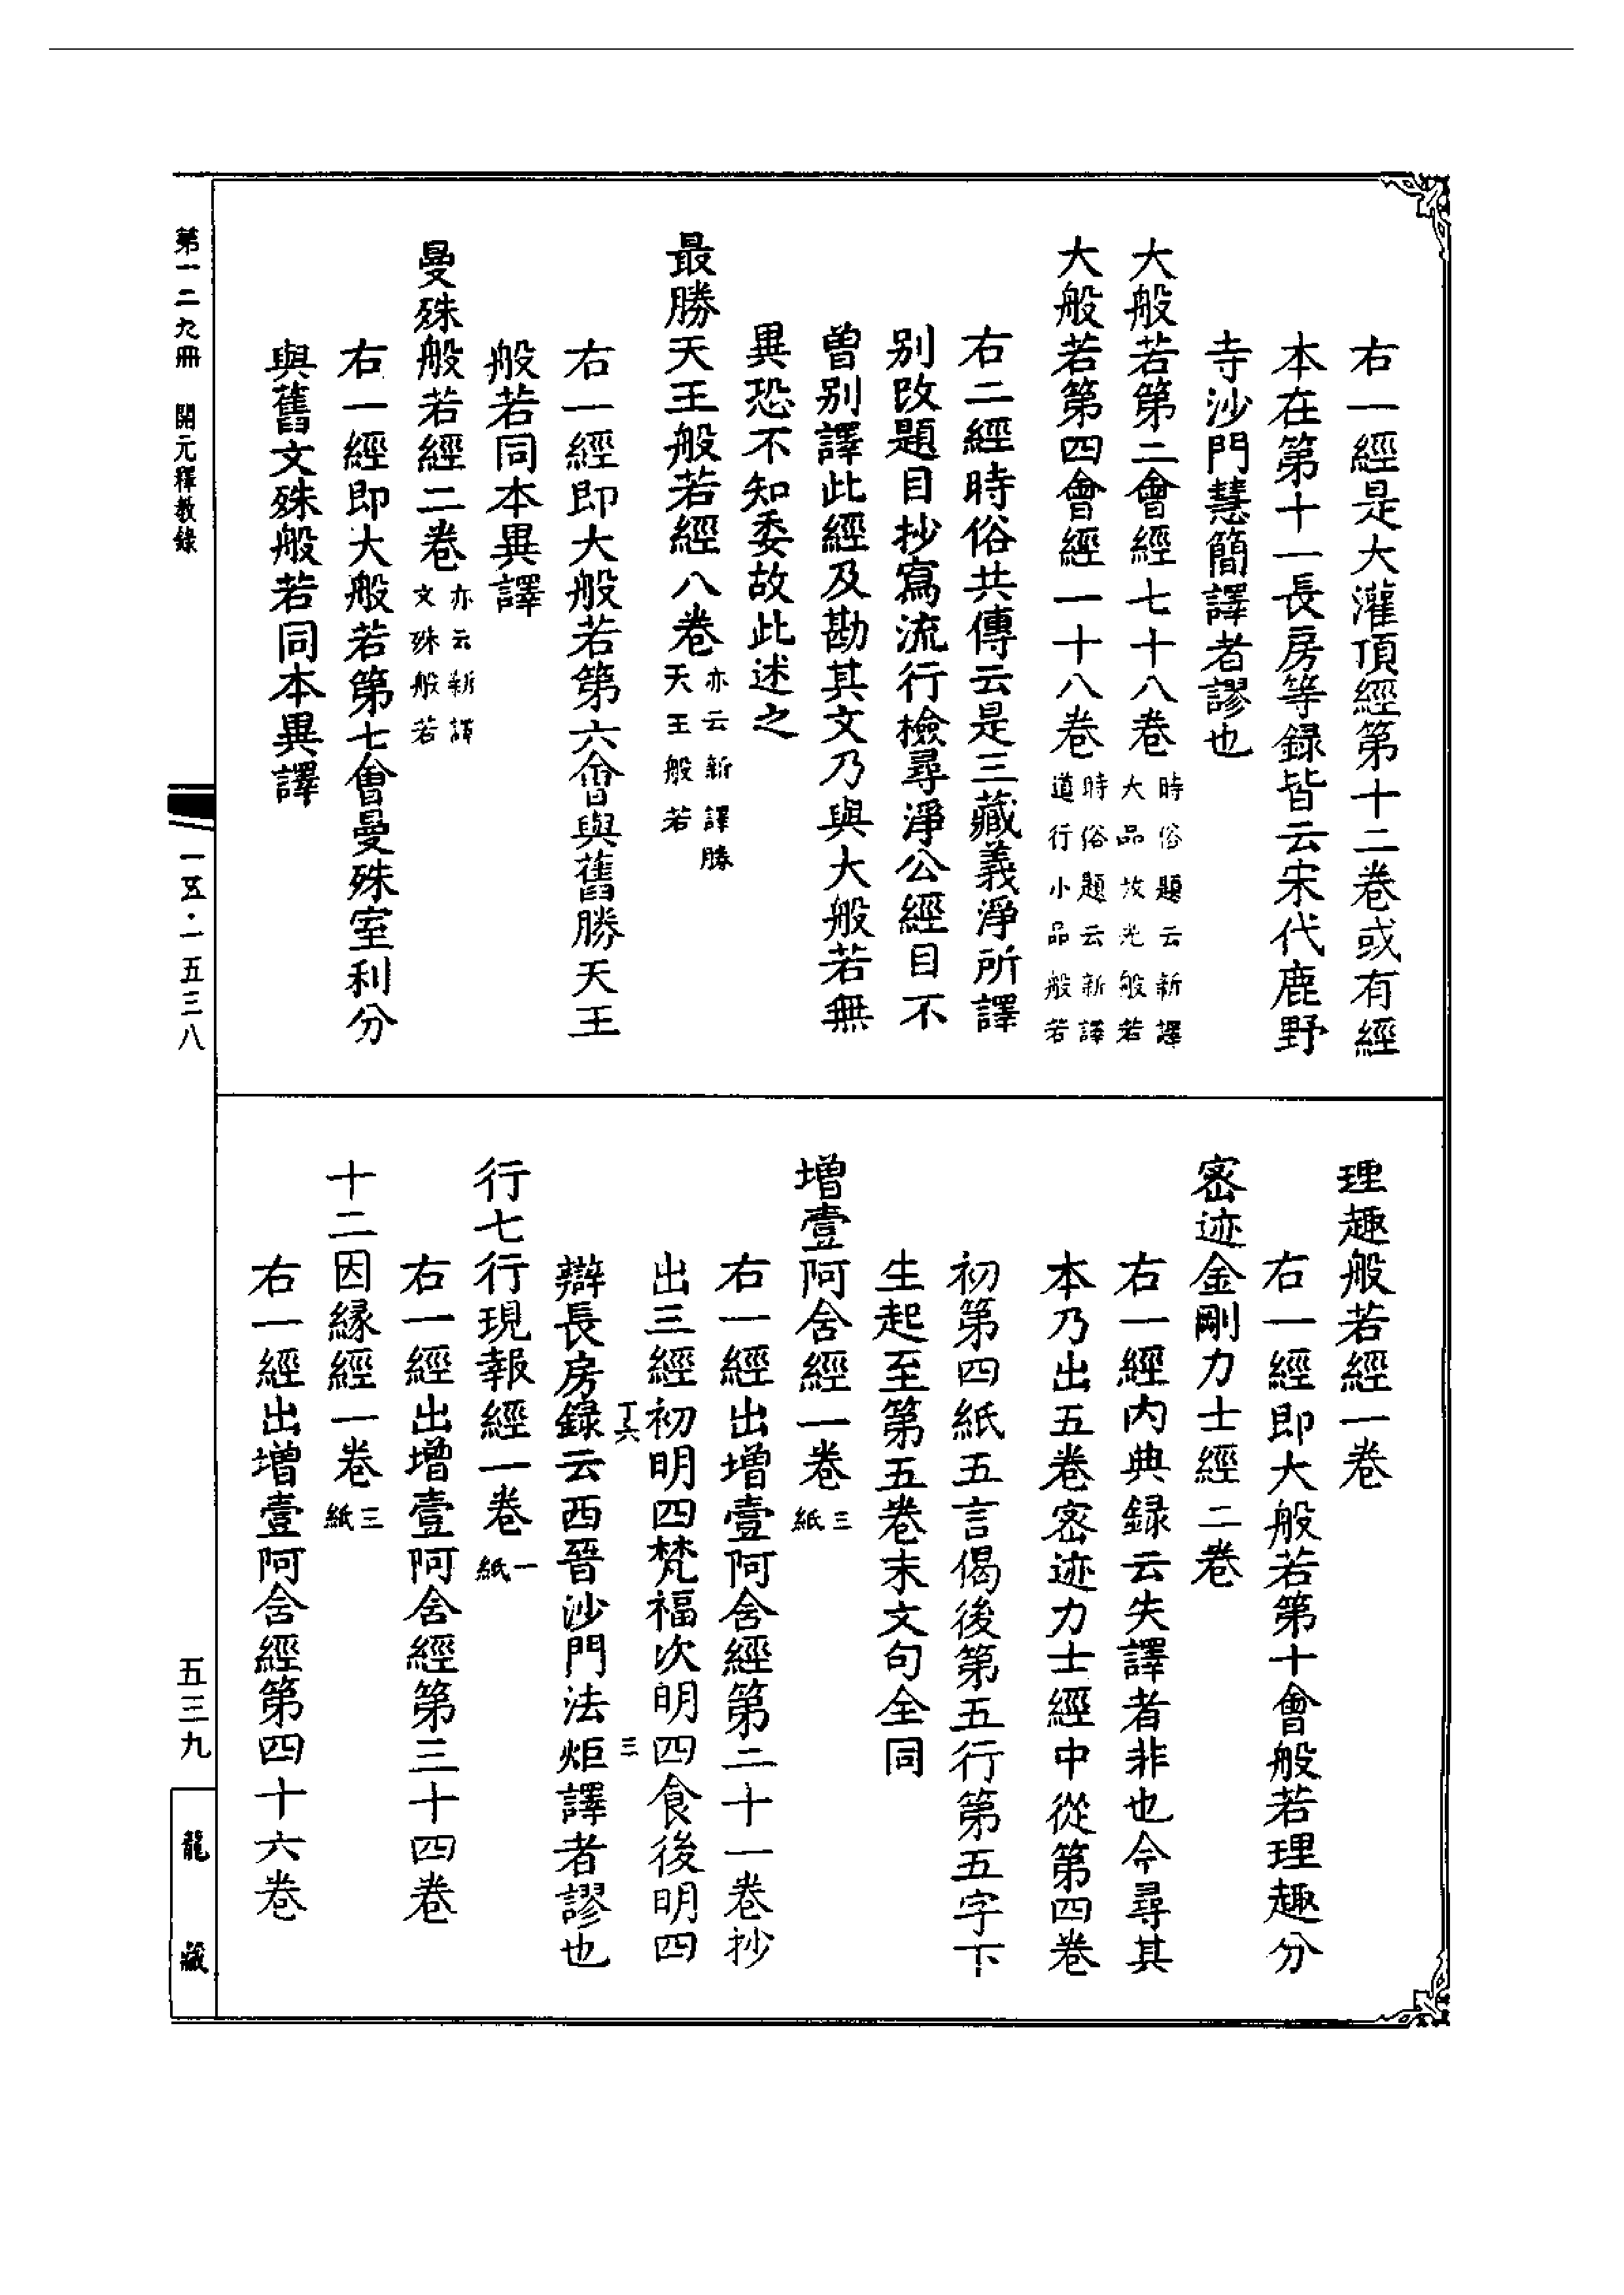 右一經是大灌頂經第十二卷或有經
本在第十一長房等録皆云宋代鹿野
寺沙門慧簡譯者謬也
大般若第二會經七十八卷時俗題云新譯大品放光般若
大般若第四會經一十八卷時俗題云新譯道行小品般若
右二經時俗共傳云是三藏義淨所譯
别改題目抄寫流行檢尋淨公經目不
曾别譯此經及勘其文乃與大般若無
異恐不知委故此述之
最勝天王般若經八卷亦云新譯勝天王般若
右一經即大般若第六會與舊勝天王
般若同本異譯
曼殊般若經二卷亦云新譯文殊般若
右一經即大般若第七會曼殊室利分
與舊文殊般若同本異譯
理趣般若經一卷
右一經即大般若第十會般若理趣分
密迹金剛力士經二卷
右一經内典録云失譯者非也今尋其
本乃出五卷密迹力士經中從第四卷
初第四紙五言偈後第五行第五字下
生起至第五卷末文句全同
增壹阿舍經一卷三紙
右一經出增壹阿舍經第二十一卷抄
出三經初明四梵福次明四食後明四
丁六 三
辯長房録云西晉沙門法炬譯者謬也
行七行現報經一卷一紙
右一經出增壹阿舍經第三十四卷
十二因縁經一卷三紙
右一經出增壹阿舍經第四十六卷
第一二九冊 開元釋教錄
一五·一五三八
五三九
龍藏